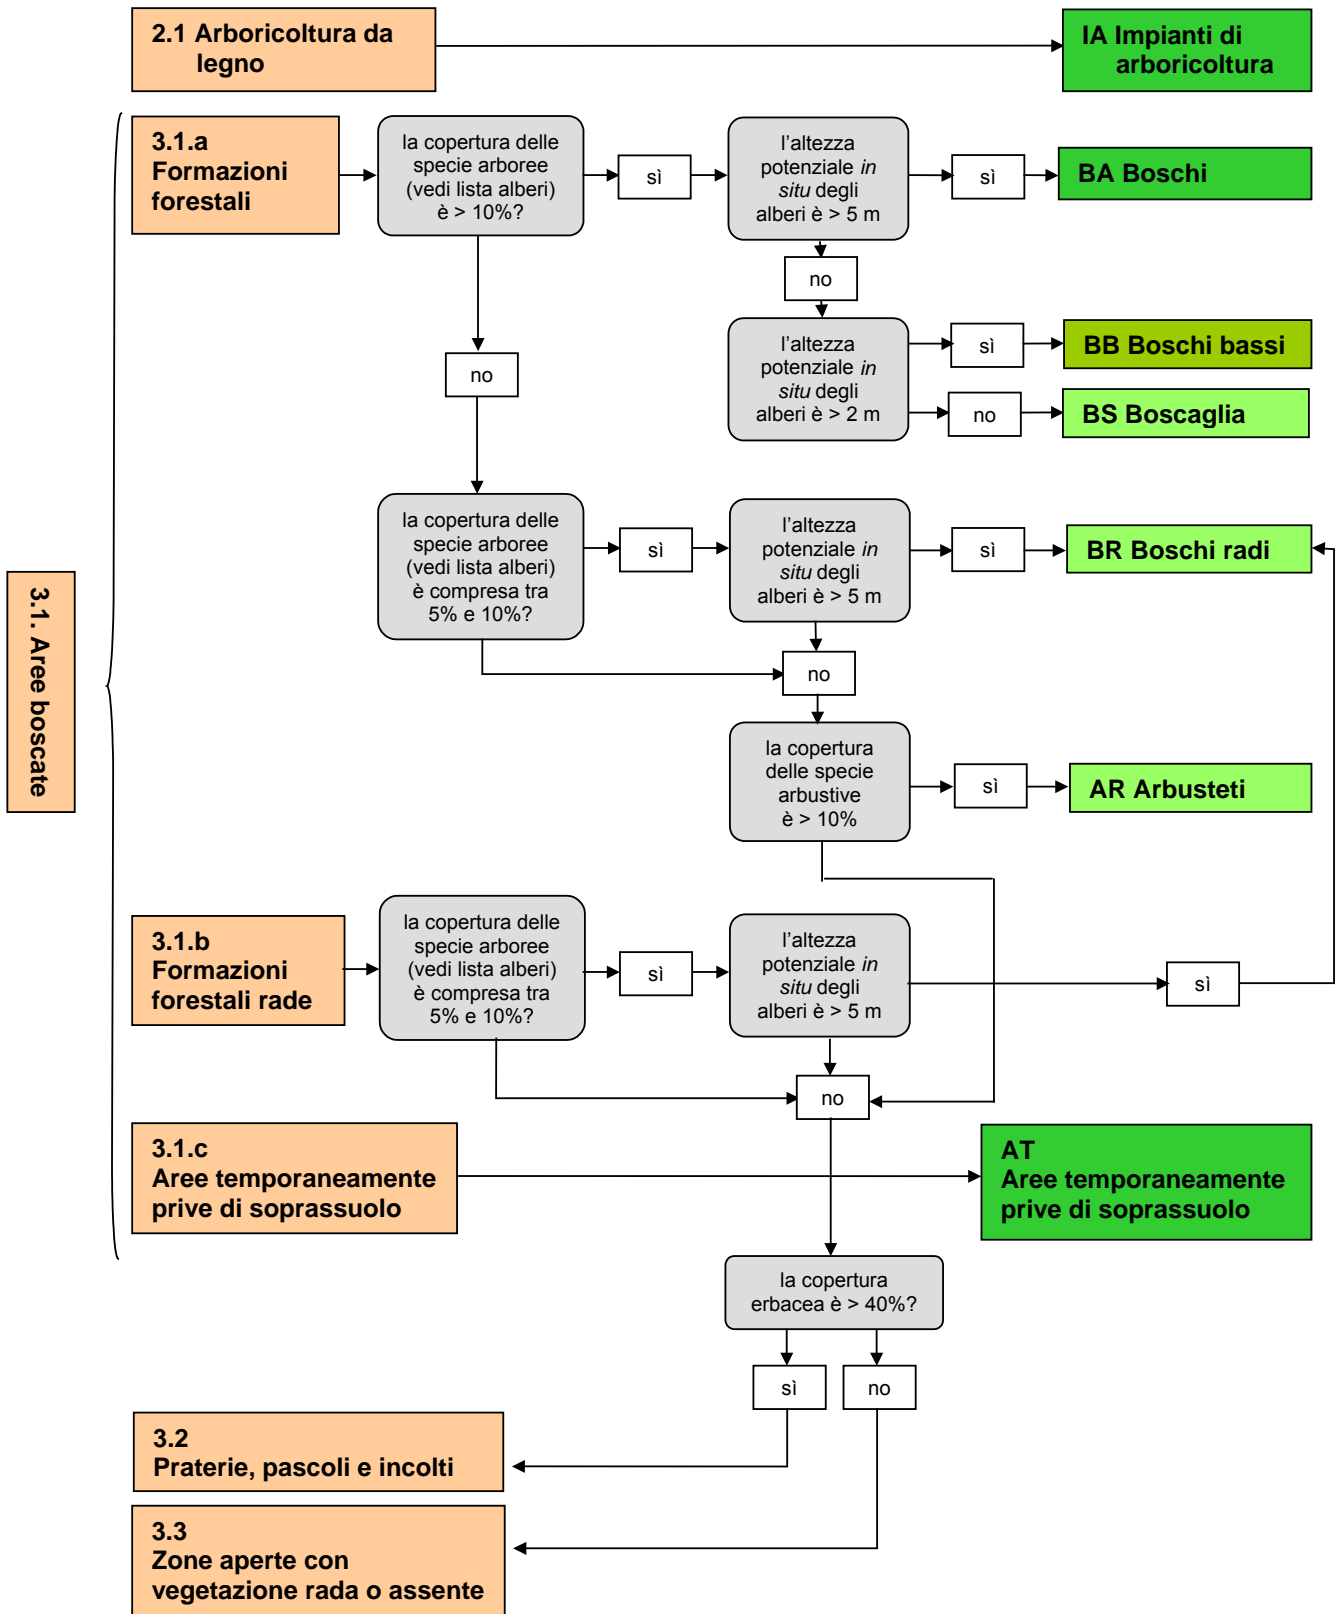 2.1 Arboricoltura da
legno
IA Impianti di
arboricoltura
3.1. Aree boscate
3.1.a
Formazioni
forestali
la copertura delle
specie arboree
(vedi lista alberi)
è > 10%?
sì
l'altezza
potenziale in
situ degli
alberi è > 5 m
sì
BA Boschi
no
no
l'altezza
potenziale in
situ degli
alberi è > 2 m
sì
BB Boschi bassi
no
BS Boscaglia
la copertura delle
specie arboree
(vedi lista alberi)
è compresa tra
5% e 10%?
sì
l'altezza
potenziale in
situ degli
alberi è > 5 m
sì
BR Boschi radi
no
la copertura
delle specie
arbustive
è > 10%
sì
AR Arbusteti
3.1.b
Formazioni
forestali rade
la copertura delle
specie arboree
(vedi lista alberi)
è compresa tra
5% e 10%?
sì
l'altezza
potenziale in
situ degli
alberi è > 5 m
sì
no
3.1.c
Aree temporaneamente
prive di soprassuolo
AT
Aree temporaneamente
prive di soprassuolo
la copertura
erbacea è > 40%?
sì
no
3.2
Praterie, pascoli e incolti
3.3
Zone aperte con
vegetazione rada o assente